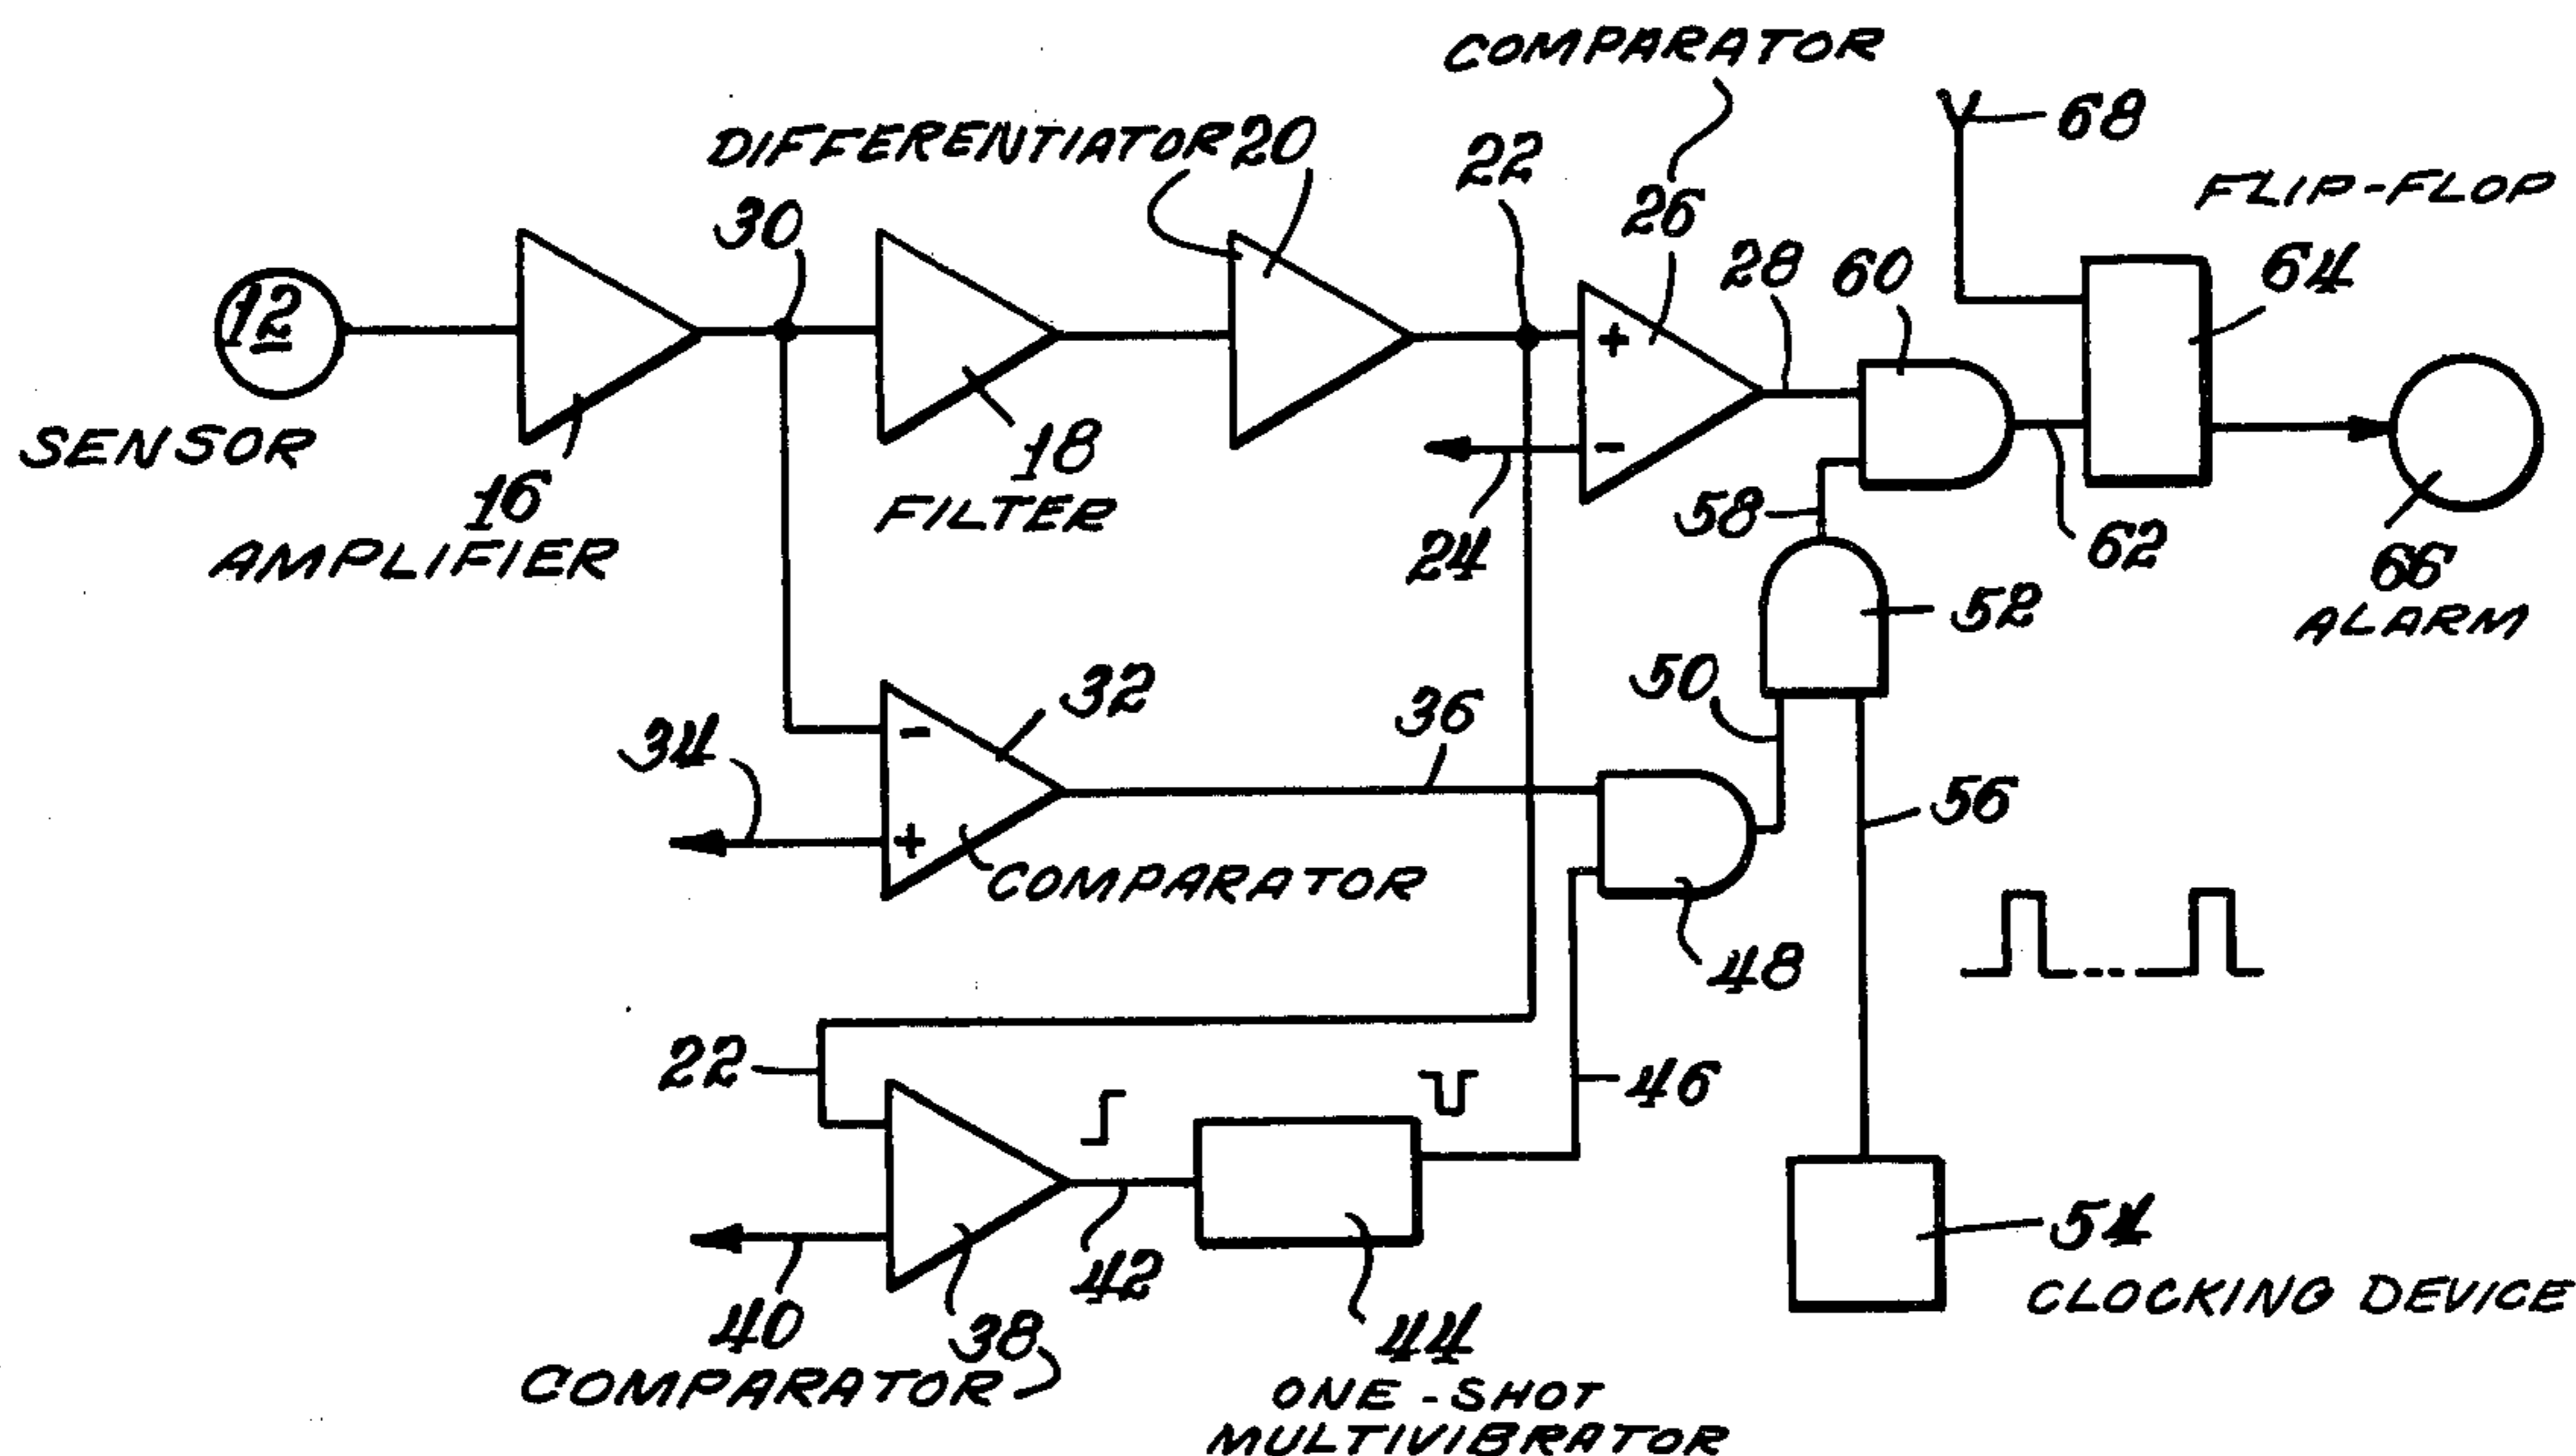 COMPARATOR
68
DIFFERENTIATOR 20
22
FLIP-FLOP
26
30
28
60
64
12
+
SENSOR
18
-
16
FILTER
58
24
62
AMPLIFIER
66
52
ALARM
32
50
36
34
-
56
+
COMPARATOR
48
22
46
54
42
CLOCKING DEVICE
40
38
44
COMPARATOR
ONE-SHOT
MULTIVIBRATOR